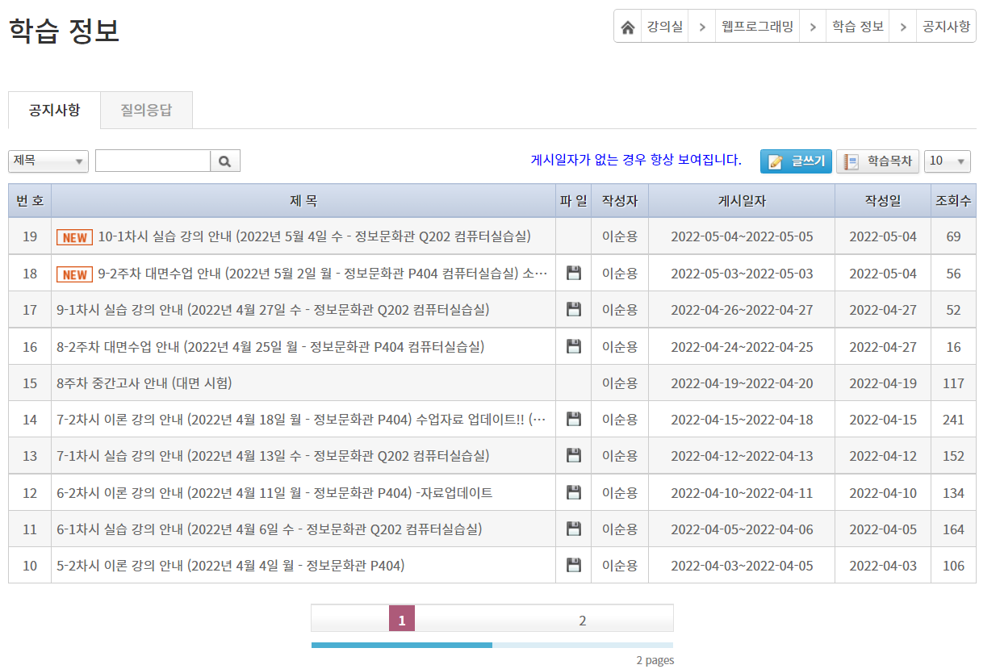 학습 정보
강의실 > 웹프로그래밍 > 학습 정보 > 공지사항
공지사항 질의응답
제목 게시일자가 없는 경우 항상 보여집니다. 글쓰기 학습목차 10
번 호 제 목 파 일 작성자 게시일자 작성일 조회수
19 NEW 10-1차시 실습 강의 안내 (2022년 5월 4일 수 - 정보문화관 Q202 컴퓨터실습실) 이순용 2022-05-04~2022-05-05 2022-05-04 69
18 NEW 9-2주차 대면수업 안내 (2022년 5월 2일 월 - 정보문화관 P404 컴퓨터실습실) 소… 이순용 2022-05-03~2022-05-03 2022-05-04 56
17 9-1차시 실습 강의 안내 (2022년 4월 27일 수 - 정보문화관 Q202 컴퓨터실습실) 이순용 2022-04-26~2022-04-27 2022-04-27 52
16 8-2주차 대면수업 안내 (2022년 4월 25일 월 - 정보문화관 P404 컴퓨터실습실) 이순용 2022-04-24~2022-04-25 2022-04-27 16
15 8주차 중간고사 안내 (대면 시험) 이순용 2022-04-19~2022-04-20 2022-04-19 117
14 7-2차시 이론 강의 안내 (2022년 4월 18일 월 - 정보문화관 P404) 수업자료 업데이트!! (… 이순용 2022-04-15~2022-04-18 2022-04-15 241
13 7-1차시 실습 강의 안내 (2022년 4월 13일 수 - 정보문화관 Q202 컴퓨터실습실) 이순용 2022-04-12~2022-04-13 2022-04-12 152
12 6-2차시 이론 강의 안내 (2022년 4월 11일 월 - 정보문화관 P404) -자료업데이트 이순용 2022-04-10~2022-04-11 2022-04-10 134
11 6-1차시 실습 강의 안내 (2022년 4월 6일 수 - 정보문화관 Q202 컴퓨터실습실) 이순용 2022-04-05~2022-04-06 2022-04-05 164
10 5-2차시 이론 강의 안내 (2022년 4월 4일 월 - 정보문화관 P404) 이순용 2022-04-03~2022-04-05 2022-04-03 106
1 2
2 pages